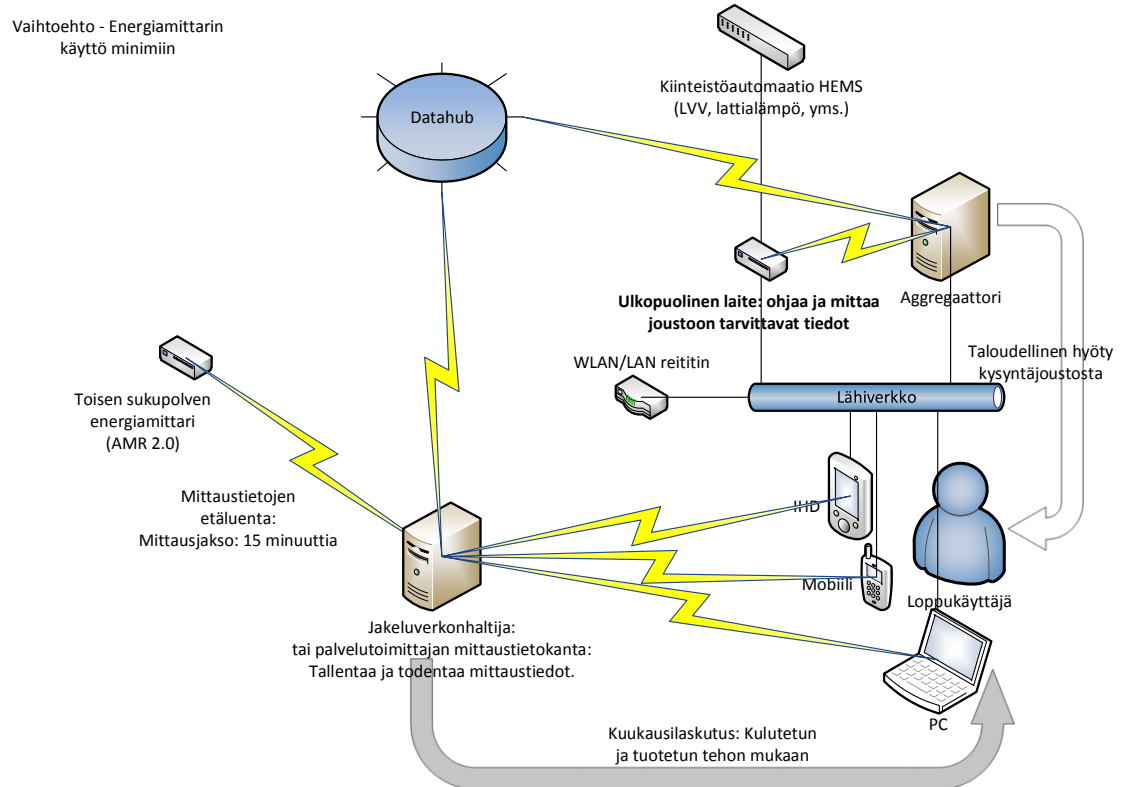 Vaihtoehto - Energiamittarin
käyttö minimiin
Datahub
Kiinteistöautomaatio HEMS
(LVV, lattialämpö, yms.)
Aggregaattori
Ulkopuolinen laite: ohjaa ja mittaa
joustoon tarvittavat tiedot
WLAN/LAN reititin
Taloudellinen hyöty
kysyntäjoustosta
Lähiverkko
Toisen sukupolven
energiamittari
(AMR 2.0)
Mittaustietojen
etäluenta:
Mittausjakso: 15 minuuttia
IHD
Mobiili
Loppukäyttäjä
Jakeluverkonhaltija:
tai palvelutoimittajan mittaustietokanta:
Tallentaa ja todentaa mittaustiedot.
PC
Kuukausilaskutus: Kulutetun
ja tuotetun tehon mukaan